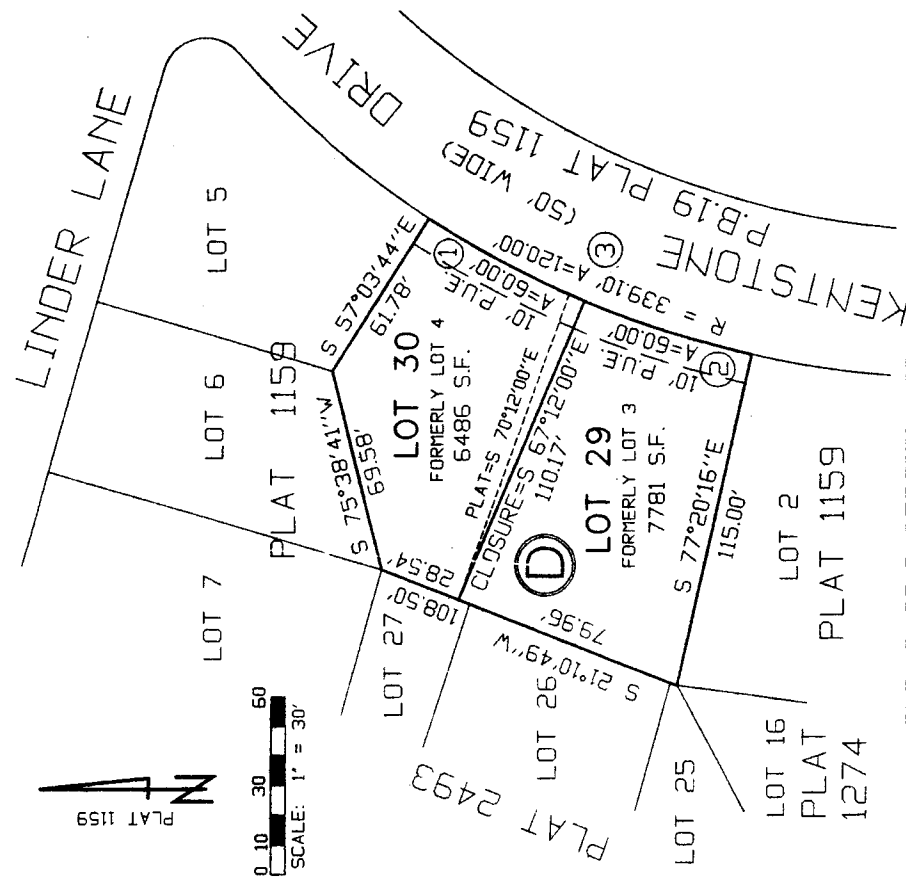 LINDER LANE
LOT 5
LOT 6
LOT 7
PLAT 1159
KENTSTONE DRIVE
(50' WIDE)
P.B.19 PLAT 1159
S 57°03'44"E
61.78'
S 75°38'41"W
69.58'
LOT 30
FORMERLY LOT 4
6486 S.F.
10' P.U.E.
A=60.00'
1
A=120.00'
3
R = 339.10'
PLAT=S 70°12'00"E
CLOSURE=S 67°12'00"E
110.17'
28.54'
108.50'
LOT 27
D
LOT 29
FORMERLY LOT 3
7781 S.F.
10' P.U.E.
A=60.00'
2
79.96'
S 21°10'49"W
S 77°20'16"E
115.00'
LOT 26
PLAT 2493
LOT 25
LOT 16
PLAT
1274
LOT 2
PLAT 1159
N
PLAT 1159
0 10 30 60
SCALE: 1" = 30'